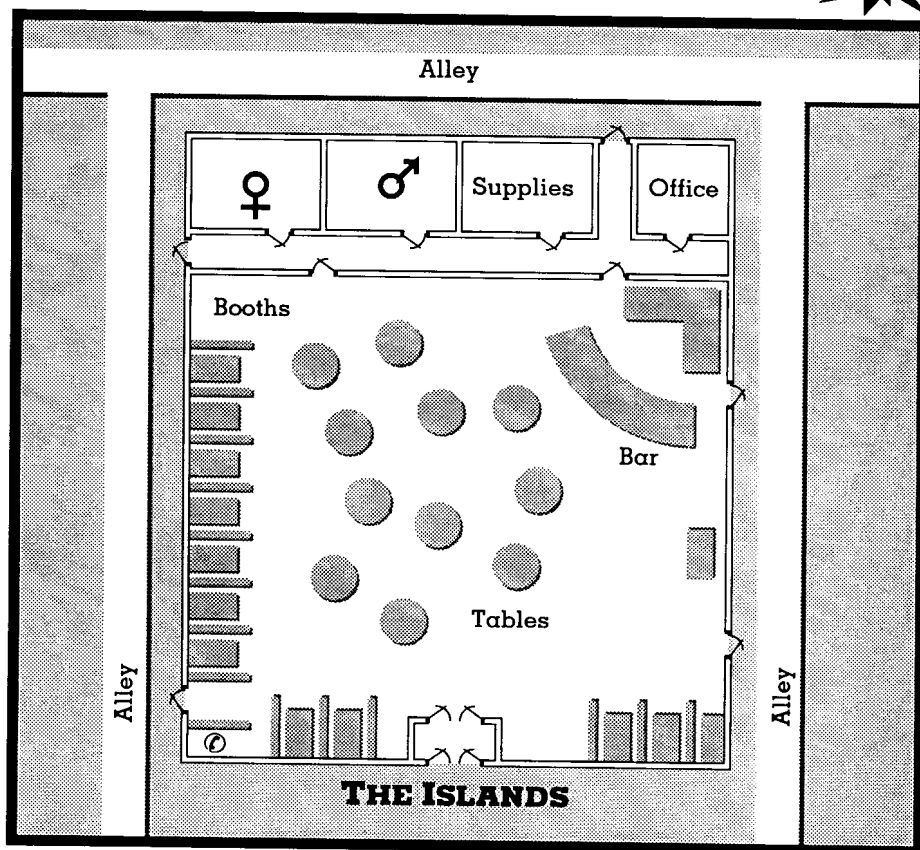 Alley
♀
♂
Supplies
Office
Booths
Bar
Tables
Alley
Alley
THE ISLANDS